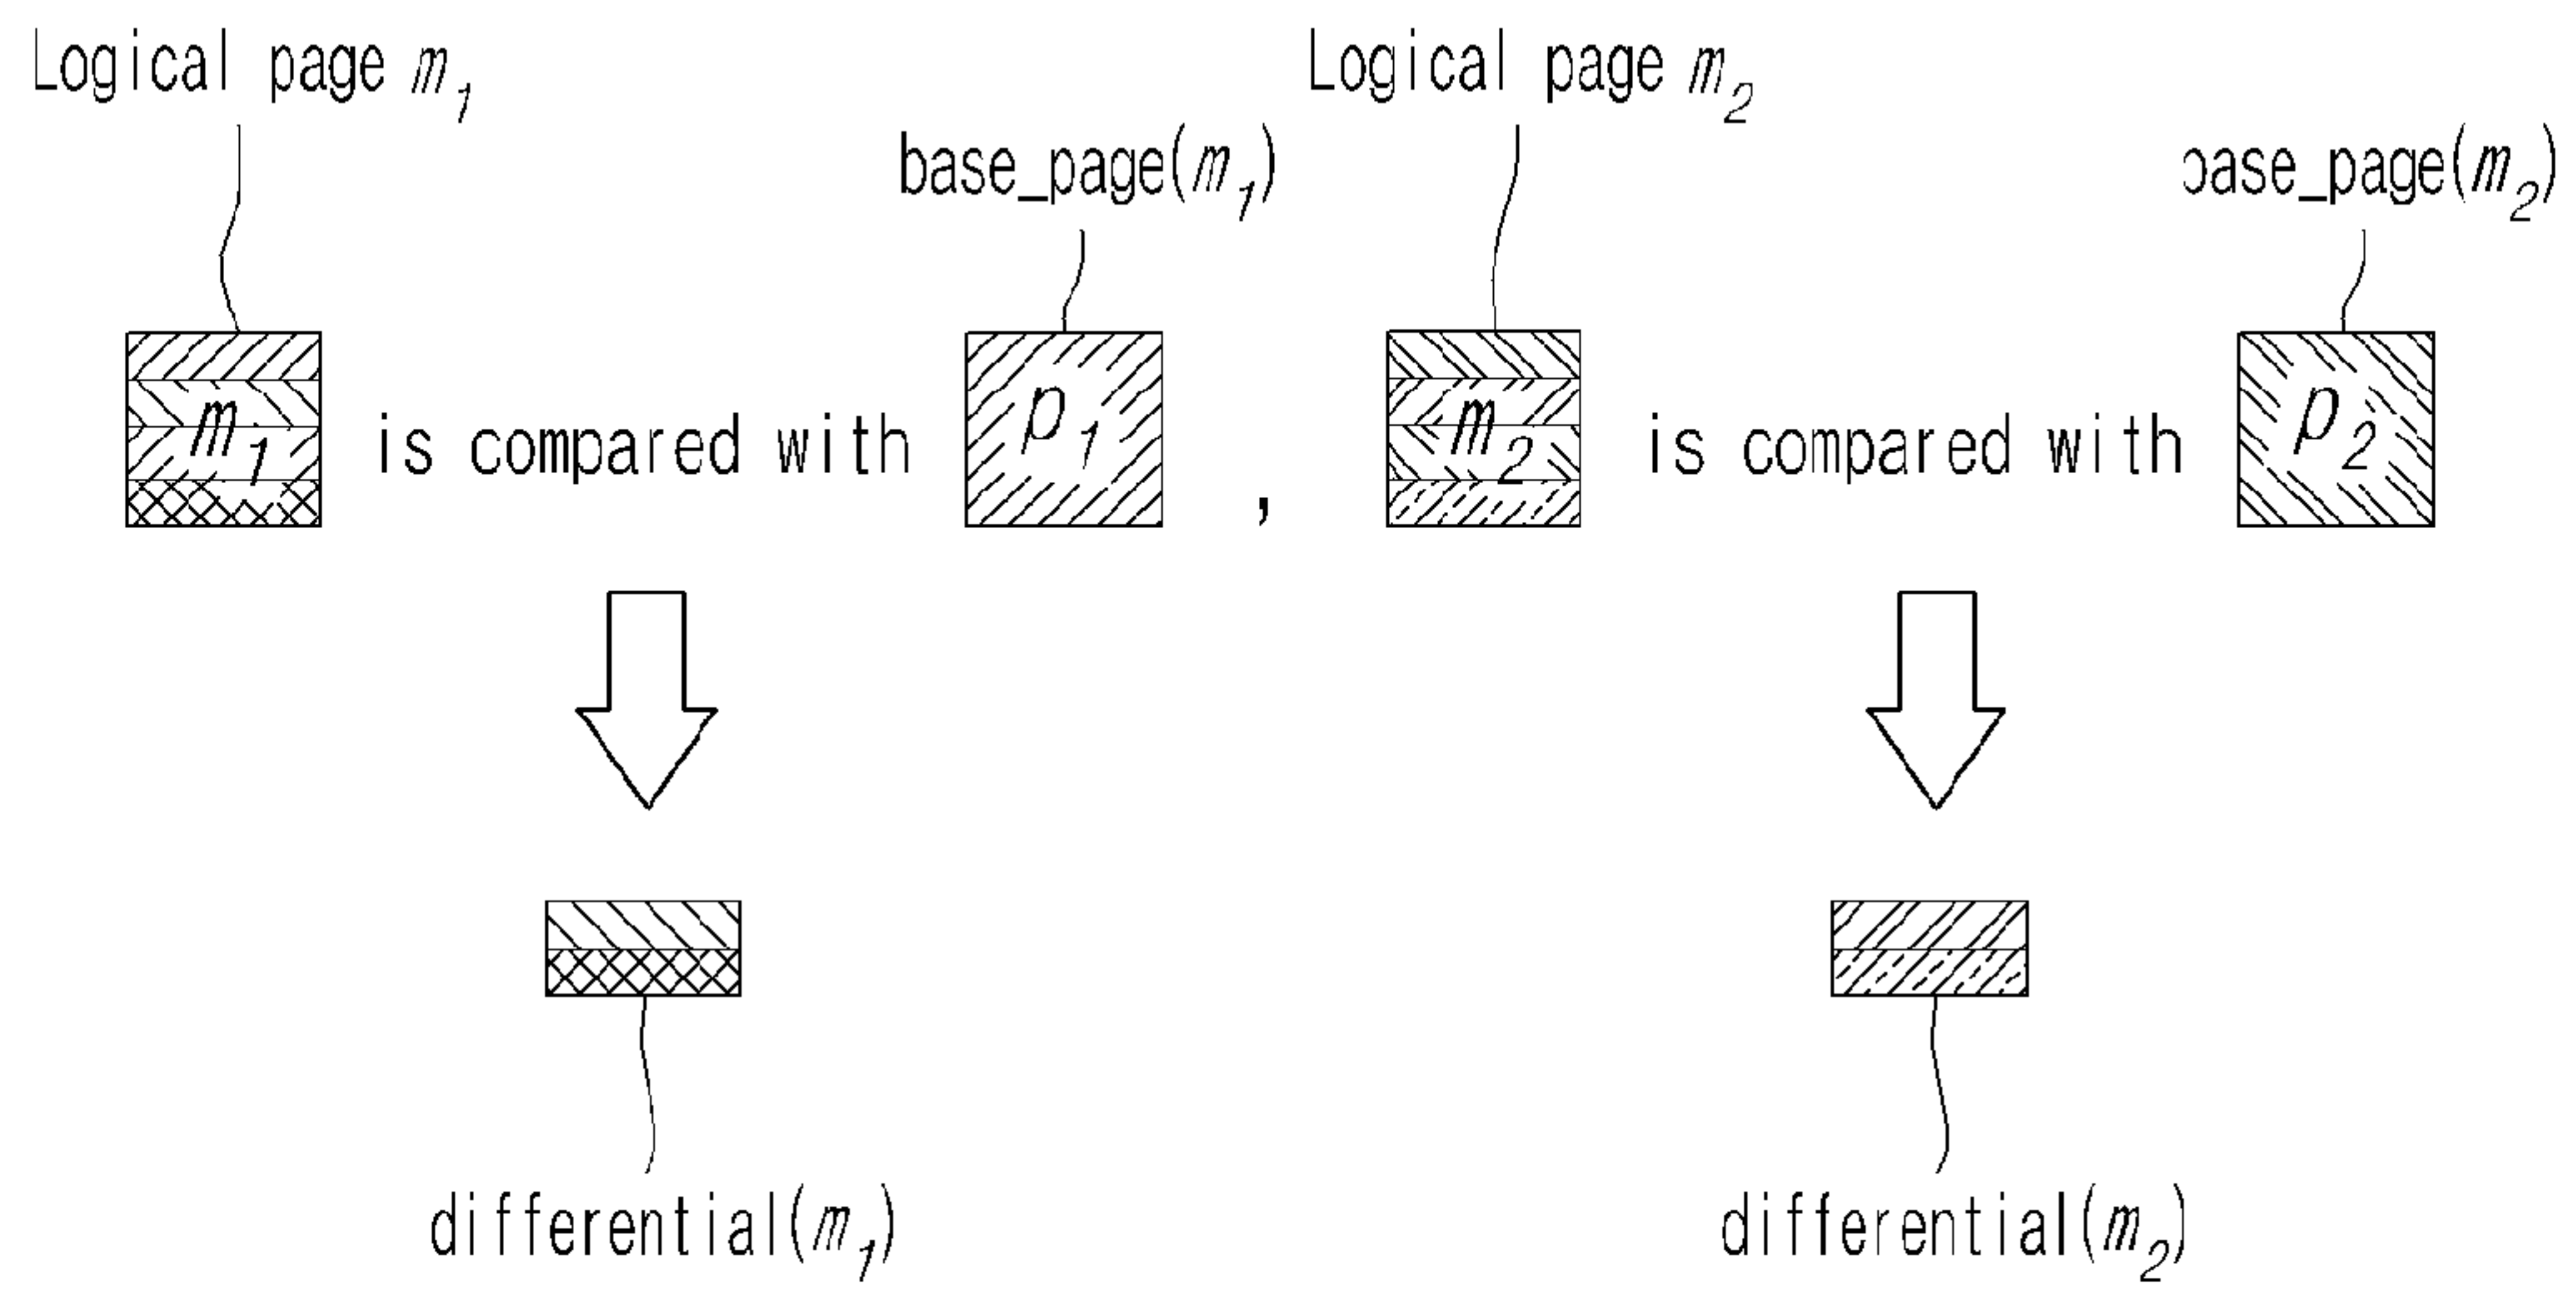 Logical page m1
Logical page m2
base_page(m1)
base_page(m2)
m1 is compared with p1 , m2 is compared with p2
differential(m1)
differential(m2)